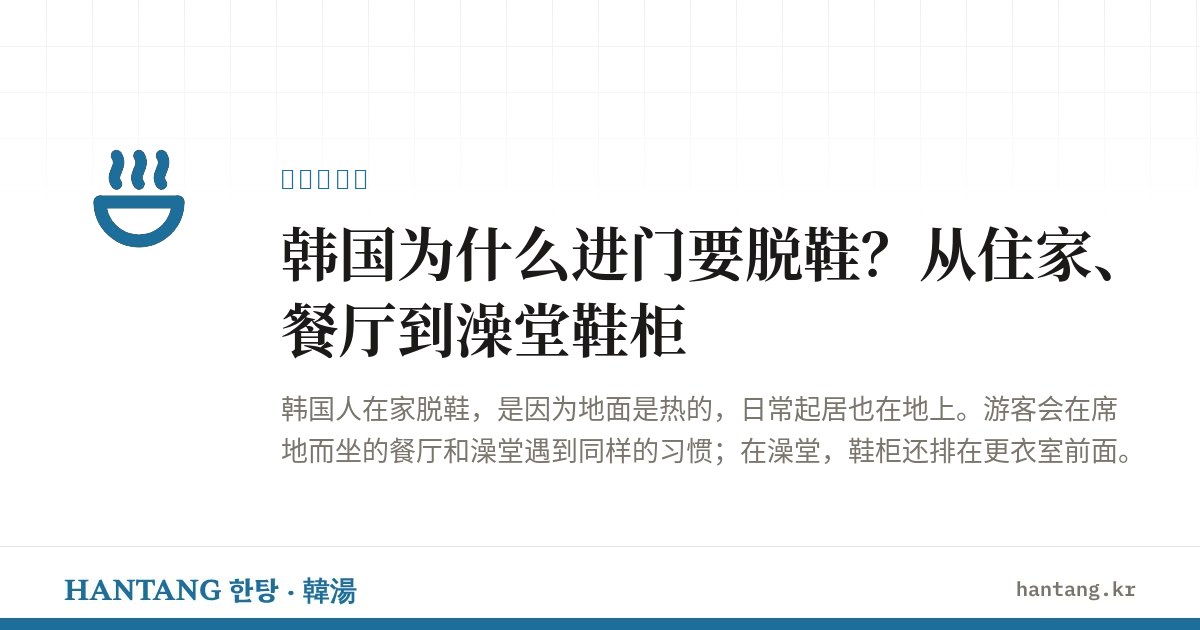 韩国为什么进门要脱鞋？从住家、
餐厅到澡堂鞋柜
韩国人在家脱鞋，是因为地面是热的，日常起居也在地上。游客会在席
地而坐的餐厅和澡堂遇到同样的习惯；在澡堂，鞋柜还排在更衣室前面。
HANTANG 한탕 · 韓湯
hantang.kr